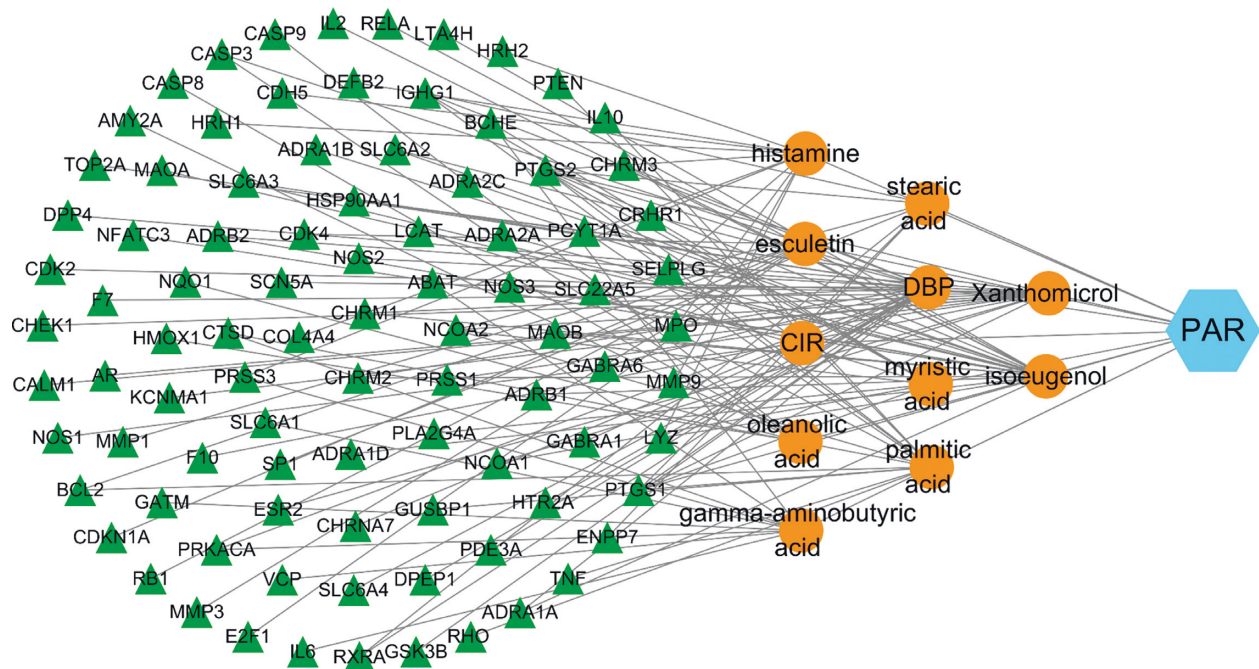 IL2
RELA
LTA4H
CASP9
HRH2
CASP3
PTEN
CASP8
CDH5
DEFB2
IGHG1
AMY2A
HRH1
BCHE
IL10
histamine
TOP2A
MAOA
ADRA1B
SLC6A2
PTGS2
CHRM3
SLC6A3
ADRA2C
stearic
acid
HSP90AA1
DPP4
CRHR1
NFATC3
ADRB2
CDK4
LCAT
ADRA2A
PCYT1A
esculetin
CDK2
NOS2
SELPLG
NQO1
SCN5A
ABAT
NOS3
SLC22A5
DBP
Xanthomicrol
F7
CHEK1
HMOX1
CTSD
COL4A4
CHRM1
NCOA2
MAOB
MPO
CIR
PAR
CALM1
AR
KCNMA1
PRSS3
CHRM2
PRSS1
GABRA6
ADRB1
MMP9
myristic
acid
isoeugenol
NOS1
MMP1
SLC6A1
PLA2G4A
GABRA1
LYZ
oleanolic
acid
F10
SP1
ADRA1D
NCOA1
palmitic
acid
BCL2
GATM
ESR2
GUSBP1
HTR2A
PTGS1
gamma-aminobutyric
acid
CDKN1A
PRKACA
CHRNA7
PDE3A
ENPP7
RB1
VCP
SLC6A4
DPEP1
TNF
MMP3
ADRA1A
E2F1
IL6
RXRA
GSK3B
RHO